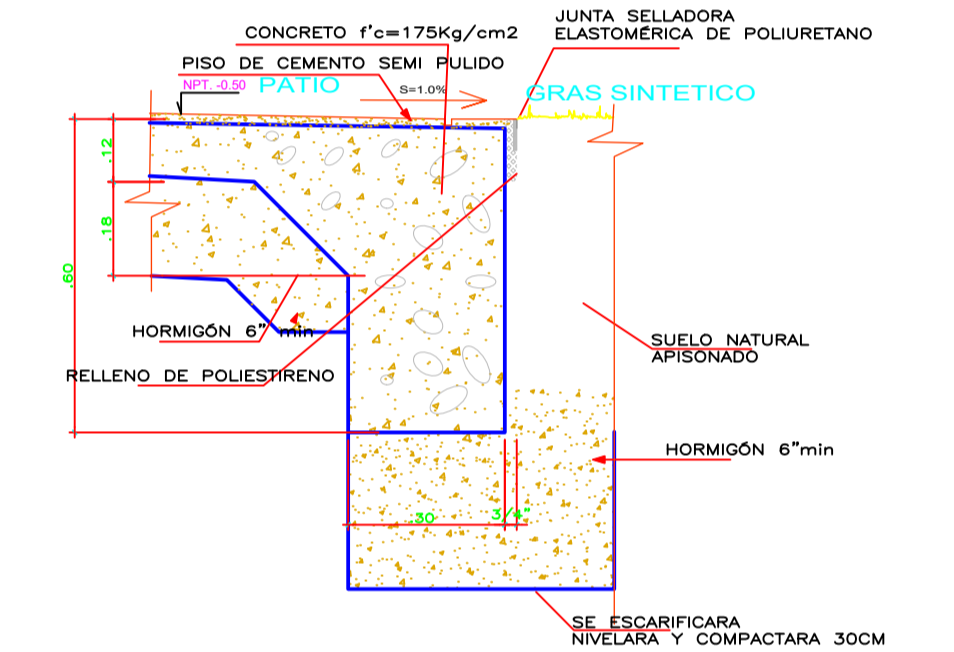 JUNTA SELLADORA
ELASTOMÉRICA DE POLIURETANO
CONCRETO f'c=175Kg/cm2
PISO DE CEMENTO SEMI PULIDO
NPT. -0.50
PATIO
S=1.0%
GRAS SINTETICO
.12
.18
.60
HORMIGÓN 6" min
SUELO NATURAL
APISONADO
RELLENO DE POLIESTIRENO
HORMIGÓN 6"min
.30
3/4"
SE ESCARIFICARA
NIVELARA Y COMPACTARA 30CM